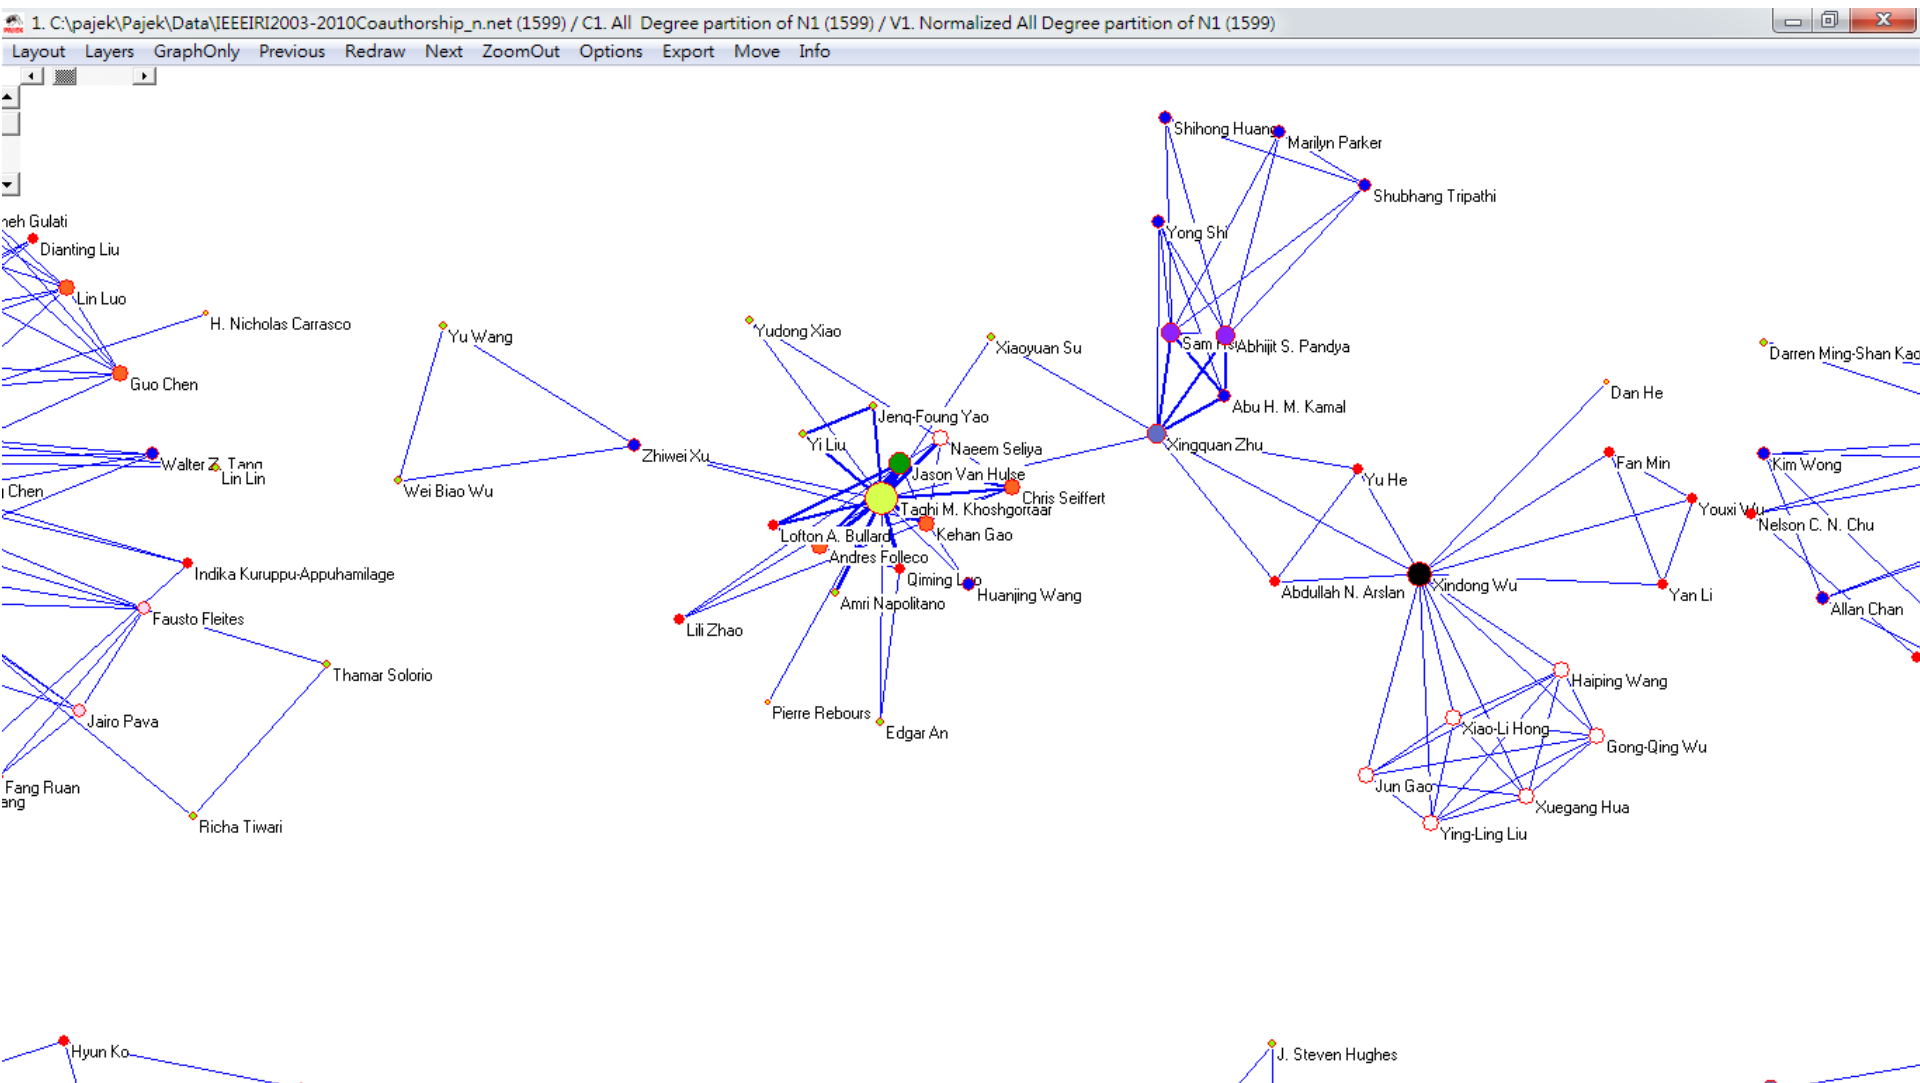 1. C:\pajek\Pajek\Data\IEEEIRI2003-2010Coauthorship_n.net (1599) / C1. All Degree partition of N1 (1599) / V1. Normalized All Degree partition of N1 (1599)
Layout Layers GraphOnly Previous Redraw Next ZoomOut Options Export Move Info
Shihong Huang
Marilyn Parker
Shubhang Tripathi
Gulati
Yong Shi
Dianting Liu
Lin Luo
H. Nicholas Carrasco
Yudong Xiao
Yu Wang
Xiaoyuan Su
Sam
Abhijit S. Pandya
Darren Ming-Shan Kao
Guo Chen
Dan He
Abu H. M. Kamal
Jenq-Foung Yao
Yi Liu
Xingquan Zhu
Naeem Seliya
Zhiwei Xu
Walter Z. Tang
Fan Min
Kim Wong
Jason Van Hulse
Lin Lin
Yu He
Chen
Wei Biao Wu
Chris Seiffert
Taghi M. Khoshgoftaar
Youxi Wu
Nelson C. N. Chu
Lofton A. Bullard
Kehan Gao
Andres Folleco
Indika Kuruppu-Appuhamilage
Qiming Luo
Xindong Wu
Abdullah N. Arslan
Yan Li
Huanjing Wang
Amri Napolitano
Allan Chan
Fausto Fleites
Lili Zhao
Thamar Solorio
Haiping Wang
Pierre Rebours
Jairo Pava
Edgar An
Xiao-Li Hong
Gong-Qing Wu
Fang Ruan
ang
Jun Gao
Xuegang Hua
Richa Tiwari
Ying-Ling Liu
Hyun Ko
J. Steven Hughes